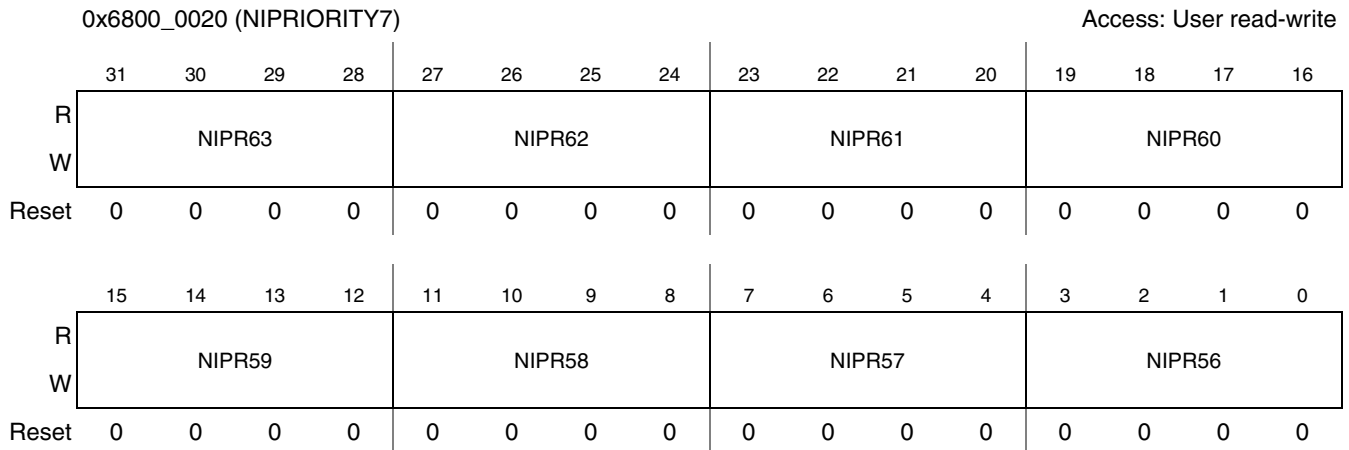 0x6800_0020 (NIPRIORITY7) Access: User read-write
31 30 29 28 27 26 25 24 23 22 21 20 19 18 17 16
R
NIPR63 NIPR62 NIPR61 NIPR60
W
Reset 0 0 0 0 0 0 0 0 0 0 0 0 0 0 0 0
15 14 13 12 11 10 9 8 7 6 5 4 3 2 1 0
R
NIPR59 NIPR58 NIPR57 NIPR56
W
Reset 0 0 0 0 0 0 0 0 0 0 0 0 0 0 0 0